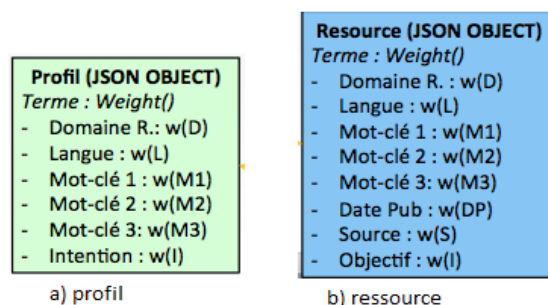 Profil (JSON OBJECT)
Terme : Weight()
- Domaine R.: w(D)
- Langue : w(L)
- Mot-clé 1 : w(M1)
- Mot-clé 2 : w(M2)
- Mot-clé 3: w(M3)
- Intention : w(I)
a) profil
Resource (JSON OBJECT)
Terme : Weight()
- Domaine R. : w(D)
- Langue : w(L)
- Mot-clé 1 : w(M1)
- Mot-clé 2 : w(M2)
- Mot-clé 3: w(M3)
- Date Pub : w(DP)
- Source : w(S)
- Objectif : w(I)
b) ressource